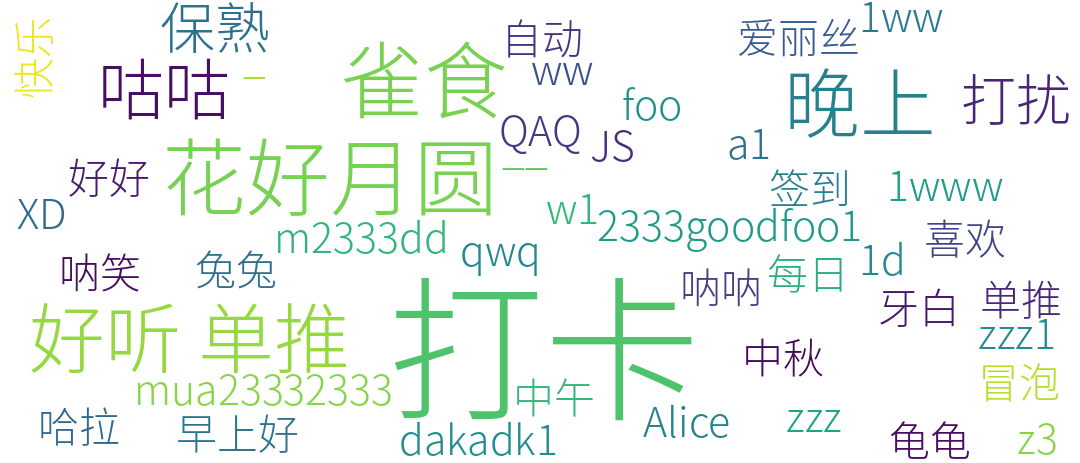 快乐
保熟
咕咕
一
雀食
自动
ww
爱丽丝
1ww
晚上
打扰
foo
QAQ
JS
a1
好好
花好月圆
一一
签到
1www
XD
m2333dd
w1
2333goodfoo1
喜欢
呐笑
兔兔
qwq
呐呐
每日
1d
牙白
单推
好听
单推
打卡
中秋
zzz1
mua23332333
中午
冒泡
哈拉
早上好
dakadk1
Alice
zzz
龟龟
z3